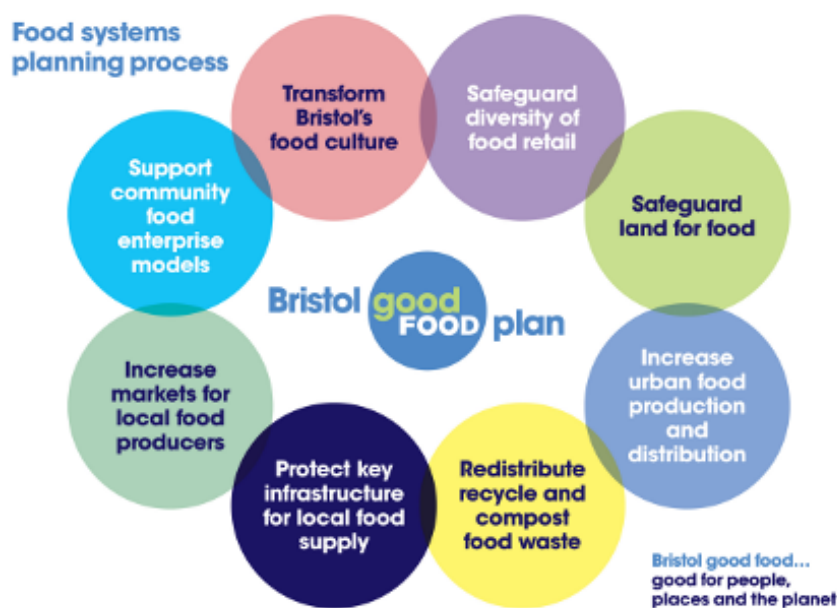 Food systems
planning process
Transform
Bristol's
food culture
Safeguard
diversity of
food retail
Support
community
food
enterprise
models
Safeguard
land for food
Bristol good FOOD plan
Increase
markets for
local food
producers
Increase
urban food
production
and
distribution
Protect key
infrastructure
for local food
supply
Redistribute
recycle and
compost
food waste
Bristol good food...
good for people,
places and the planet